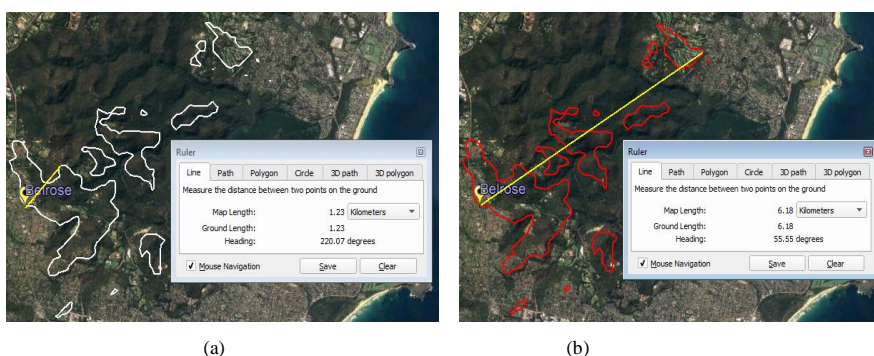 Belrose
Ruler
Line Path Polygon Circle 3D path 3D polygon
Measure the distance between two points on the ground
Map Length: 1.23 Kilometers
Ground Length: 1.23
Heading: 220.07 degrees
Mouse Navigation Save Clear
(a)
Belrose
Ruler
Line Path Polygon Circle 3D path 3D polygon
Measure the distance between two points on the ground
Map Length: 6.18 Kilometers
Ground Length: 6.18
Heading: 55.55 degrees
Mouse Navigation Save Clear
(b)